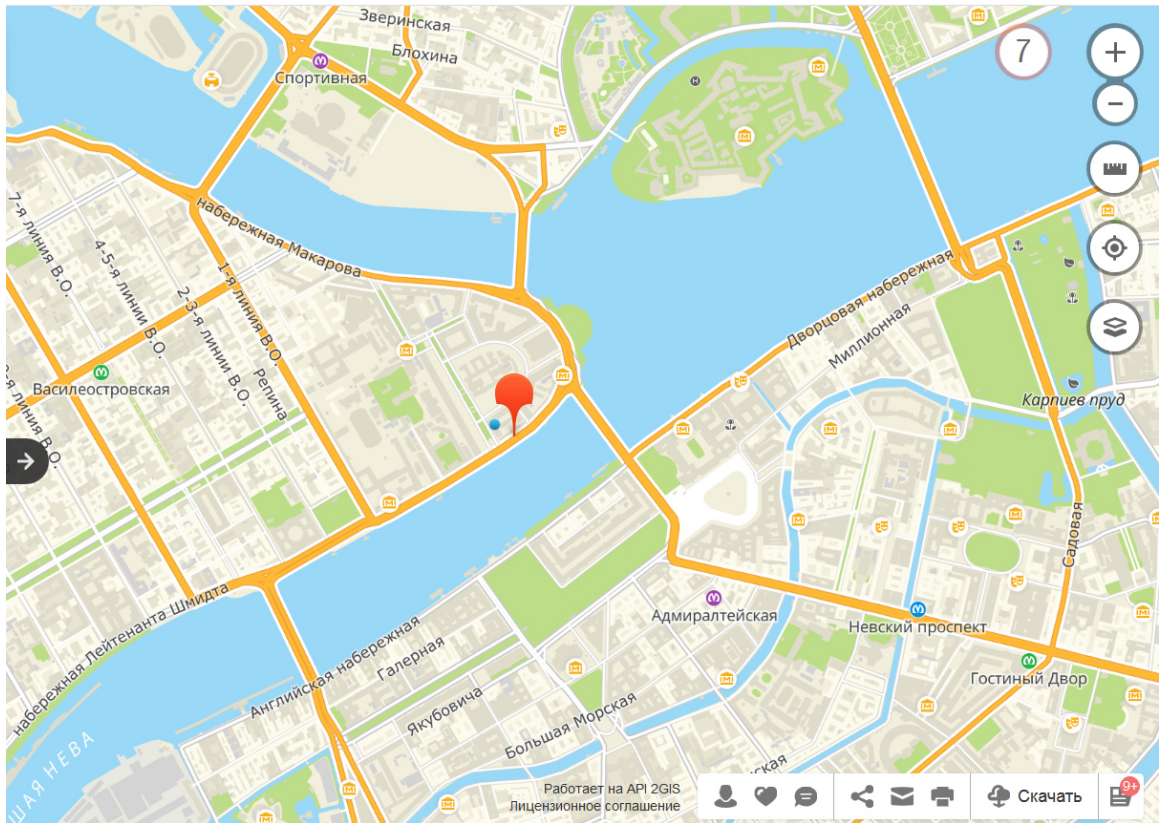 Зверинская
Блохина
7
Спортивная
набережная Макарова
7-я линия В.О.
4-5-я линии В.О.
2-3-я линии В.О.
1-я линия В.О.
Репина
Дворцовая набережная
Миллионная
Василеостровская
Карпиев пруд
Садовая
набережная Лейтенанта Шмидта
Адмиралтейская
Невский проспект
Гостиный Двор
Английская набережная
Галерная
Якубовича
Большая Морская
ШАЯ НЕВА
Работает на API 2GIS
Лицензионное соглашение
Скачать
9+